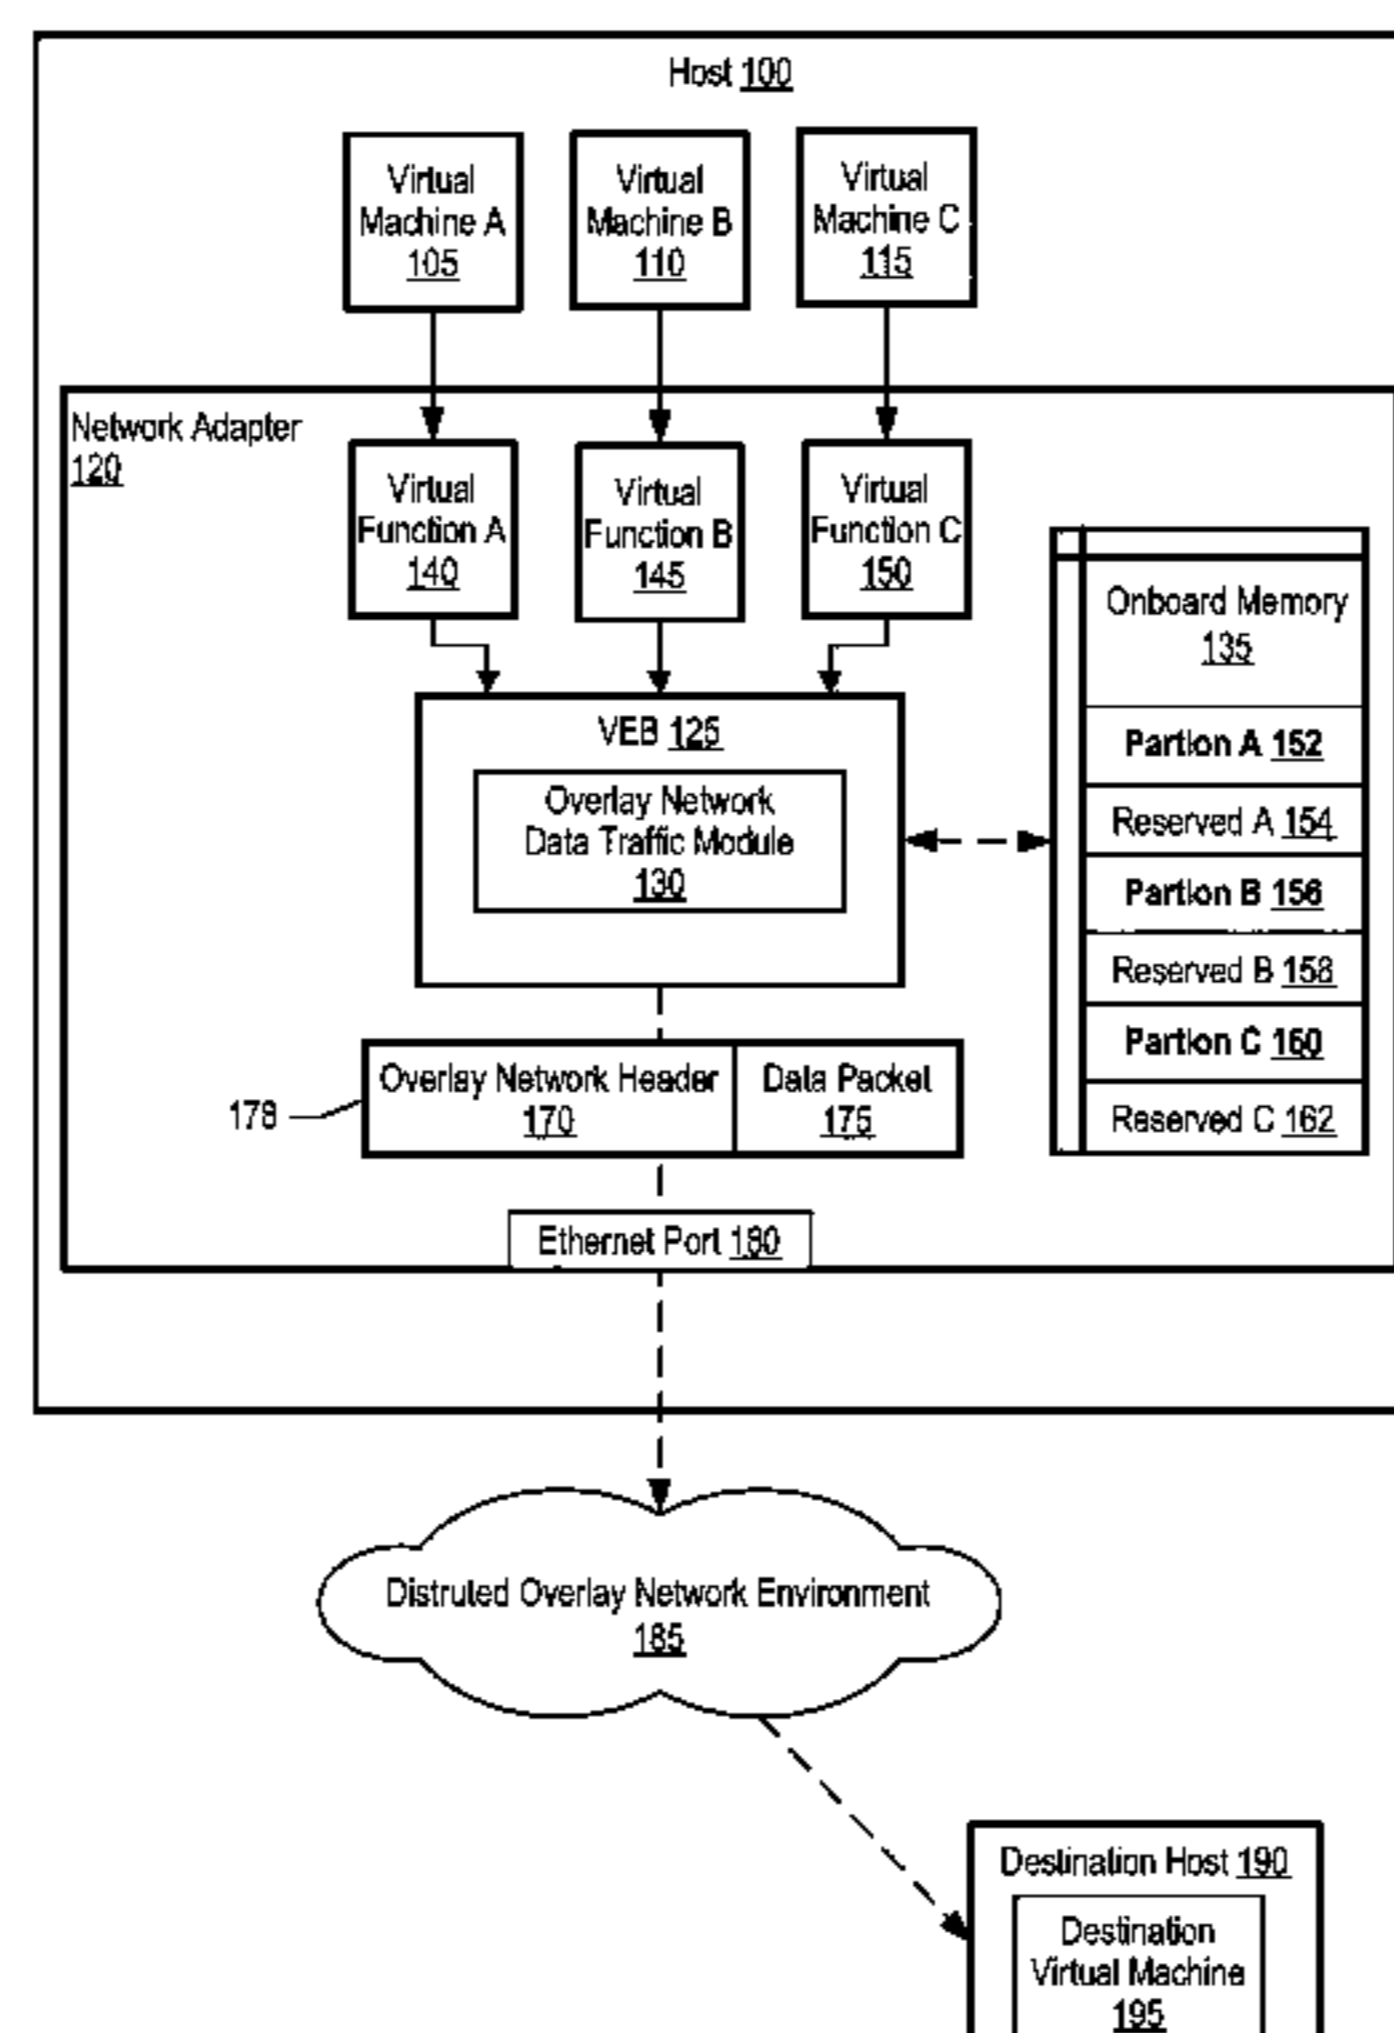 Host 100
Virtual
Machine A
105
Virtual
Machine B
110
Virtual
Machine C
115
Network Adapter
120
Virtual
Function A
140
Virtual
Function B
145
Virtual
Function C
150
VEB 125
Overlay Network
Data Traffic Module
130
Onboard Memory
135
Partion A 152
Reserved A 154
Partion B 156
Reserved B 158
Partion C 160
Reserved C 162
178
Overlay Network Header
170
Data Packet
175
Ethernet Port 180
Distruted Overlay Network Environment
185
Destination Host 190
Destination
Virtual Machine
195